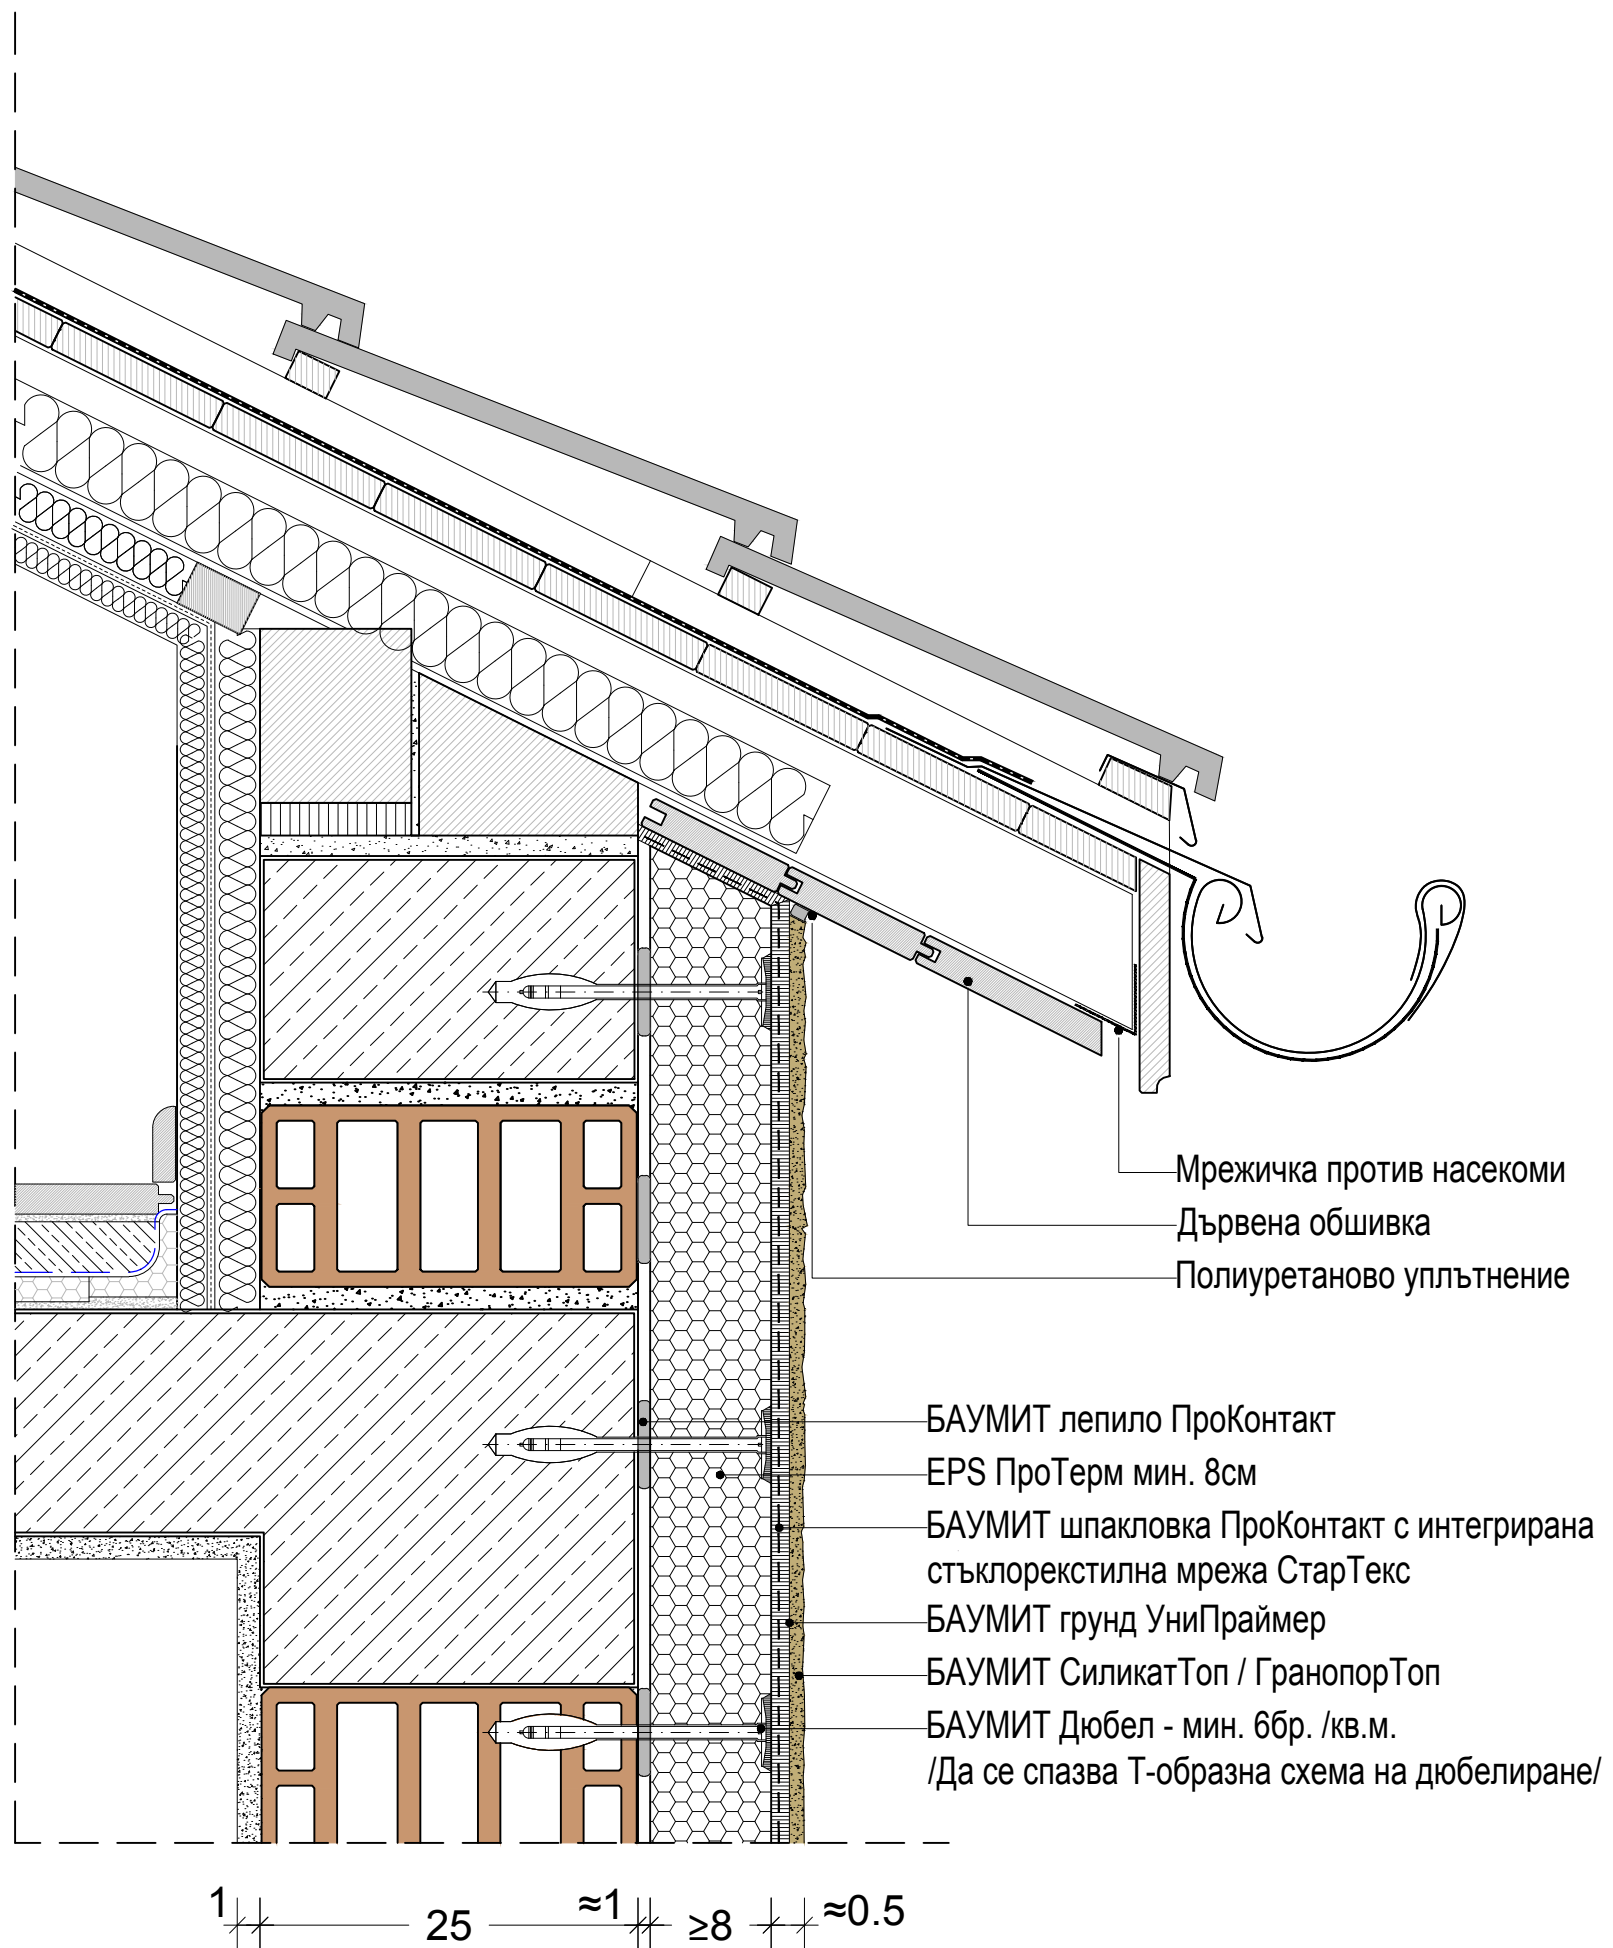 Мрежичка против насекоми
Дървена обшивка
Полиуретаново уплътнение
БАУМИТ лепило ПроКонтакт
EPS ПроТерм мин. 8см
БАУМИТ шпакловка ПроКонтакт с интегрирана
стъклорекстилна мрежа СтарТекс
БАУМИТ грунд УниПраймер
БАУМИТ СиликатТоп / ГранопорТоп
БАУМИТ Дюбел - мин. 6бр. /кв.м.
/Да се спазва Т-образна схема на дюбелиране/
1 25 ≈1 ≥8 ≈0.5